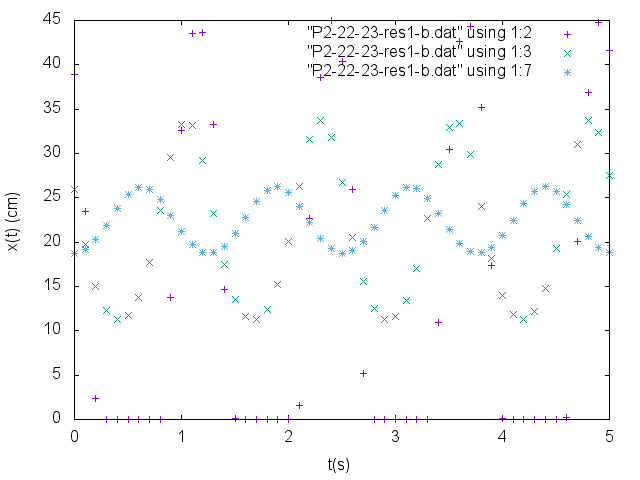 "P2-22-23-res1-b.dat" using 1:2
"P2-22-23-res1-b.dat" using 1:3
"P2-22-23-res1-b.dat" using 1:7
45
40
35
30
25
20
15
10
5
0
x(t) (cm)
0 1 2 3 4 5
t(s)